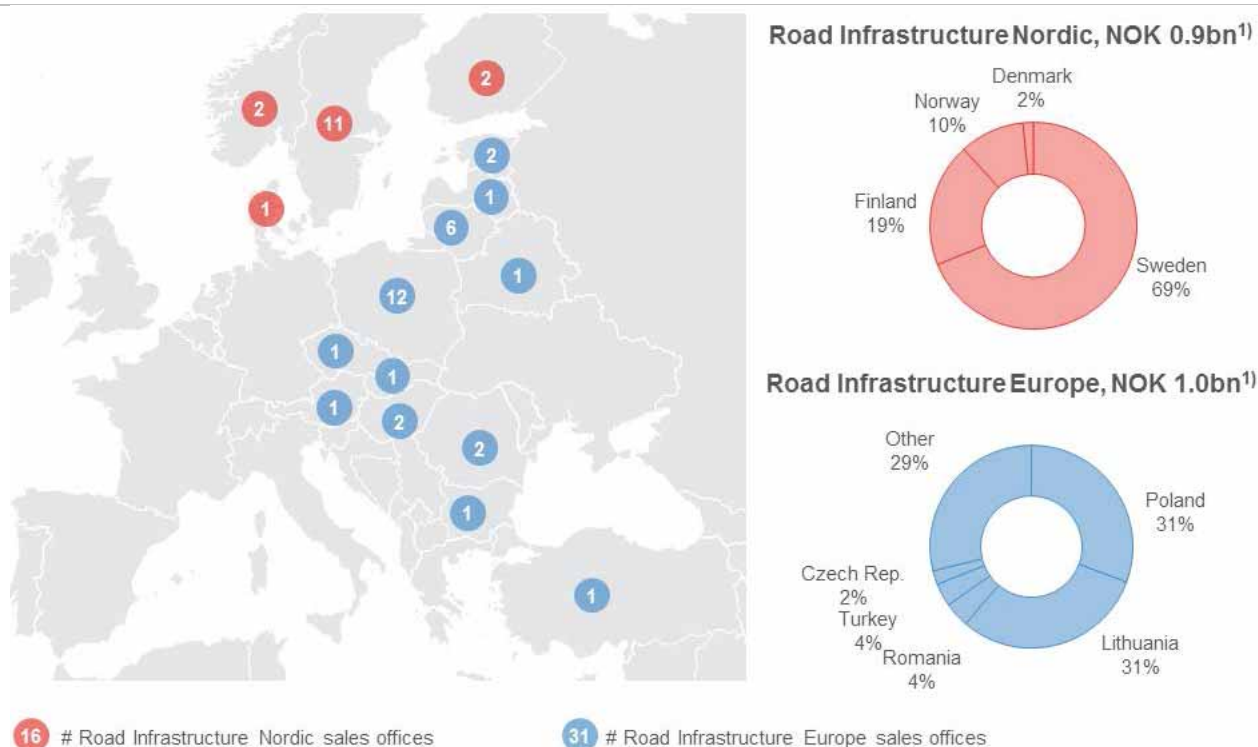 2
11
2
1
2
1
6
1
12
1
1
1
2
2
1
1
Road Infrastructure Nordic, NOK 0.9bn1)
Denmark
2%
Norway
10%
Finland
19%
Sweden
69%
Road Infrastructure Europe, NOK 1.0bn1)
Other
29%
Poland
31%
Czech Rep.
2%
Turkey
4%
Romania
4%
Lithuania
31%
16 # Road Infrastructure Nordic sales offices
31 # Road Infrastructure Europe sales offices